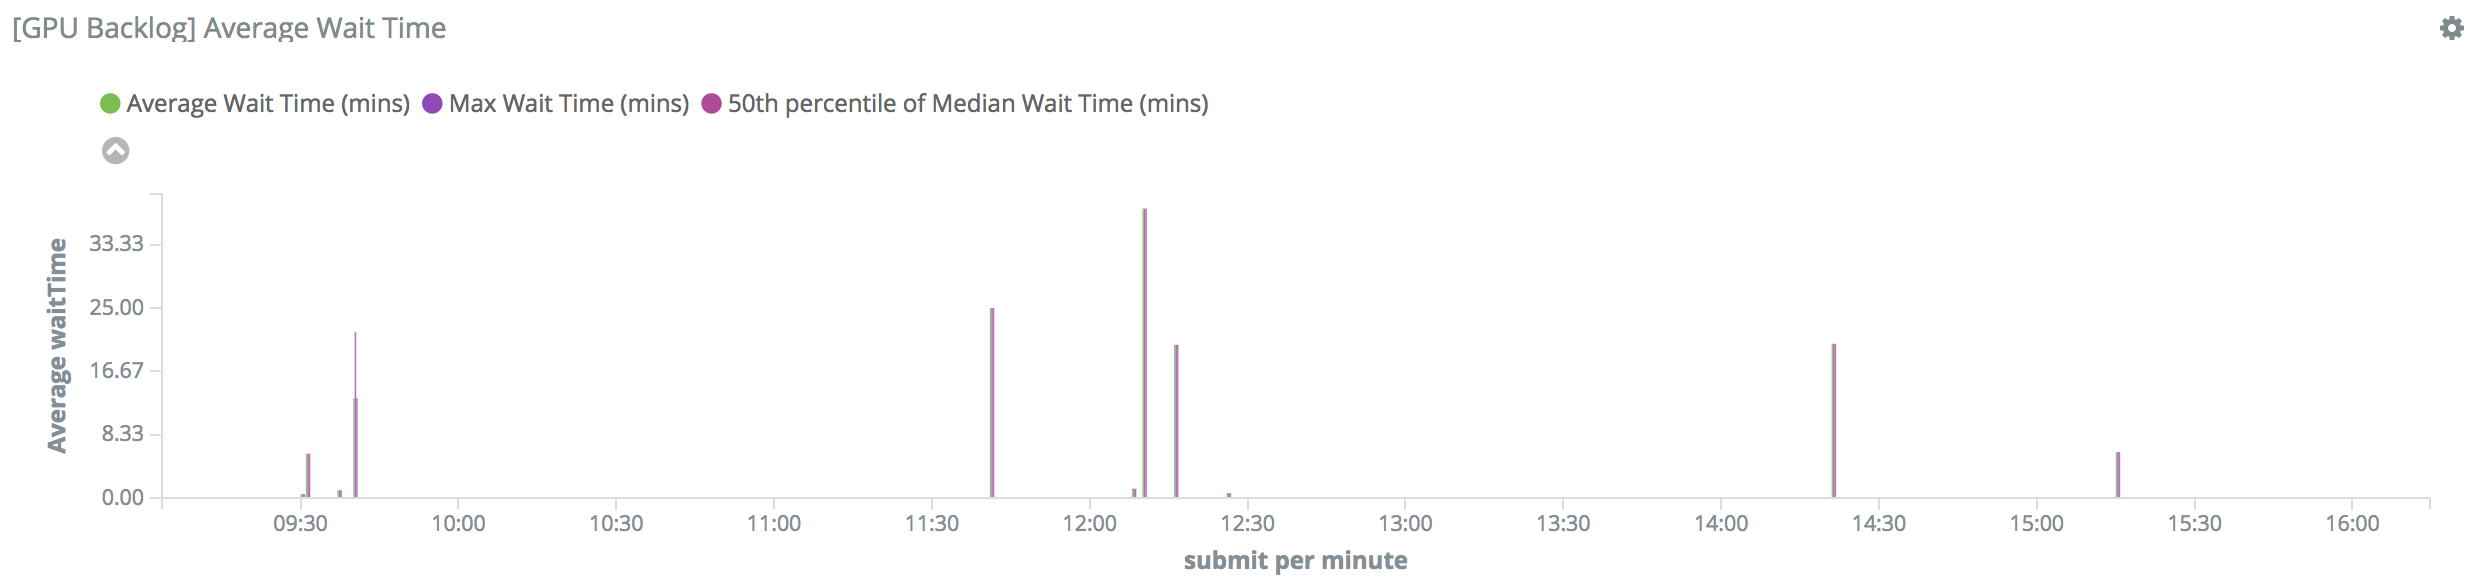 [GPU Backlog] Average Wait Time
Average Wait Time (mins) Max Wait Time (mins) 50th percentile of Median Wait Time (mins)
Average waitTime
33.33
25.00
16.67
8.33
0.00
09:30 10:00 10:30 11:00 11:30 12:00 12:30 13:00 13:30 14:00 14:30 15:00 15:30 16:00
submit per minute